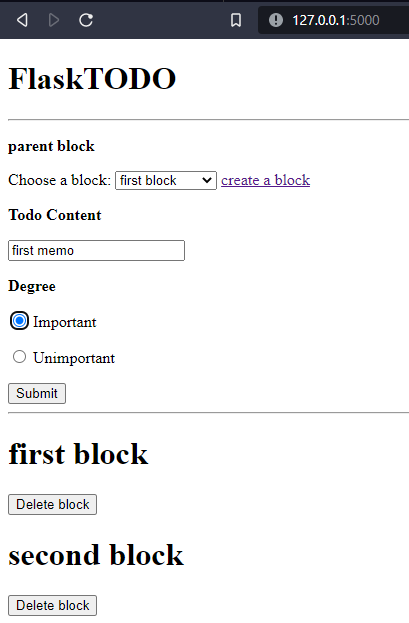 127.0.0.1:5000
FlaskTODO
parent block
Choose a block: first block create a block
Todo Content
first memo
Degree
Important
Unimportant
Submit
first block
Delete block
second block
Delete block